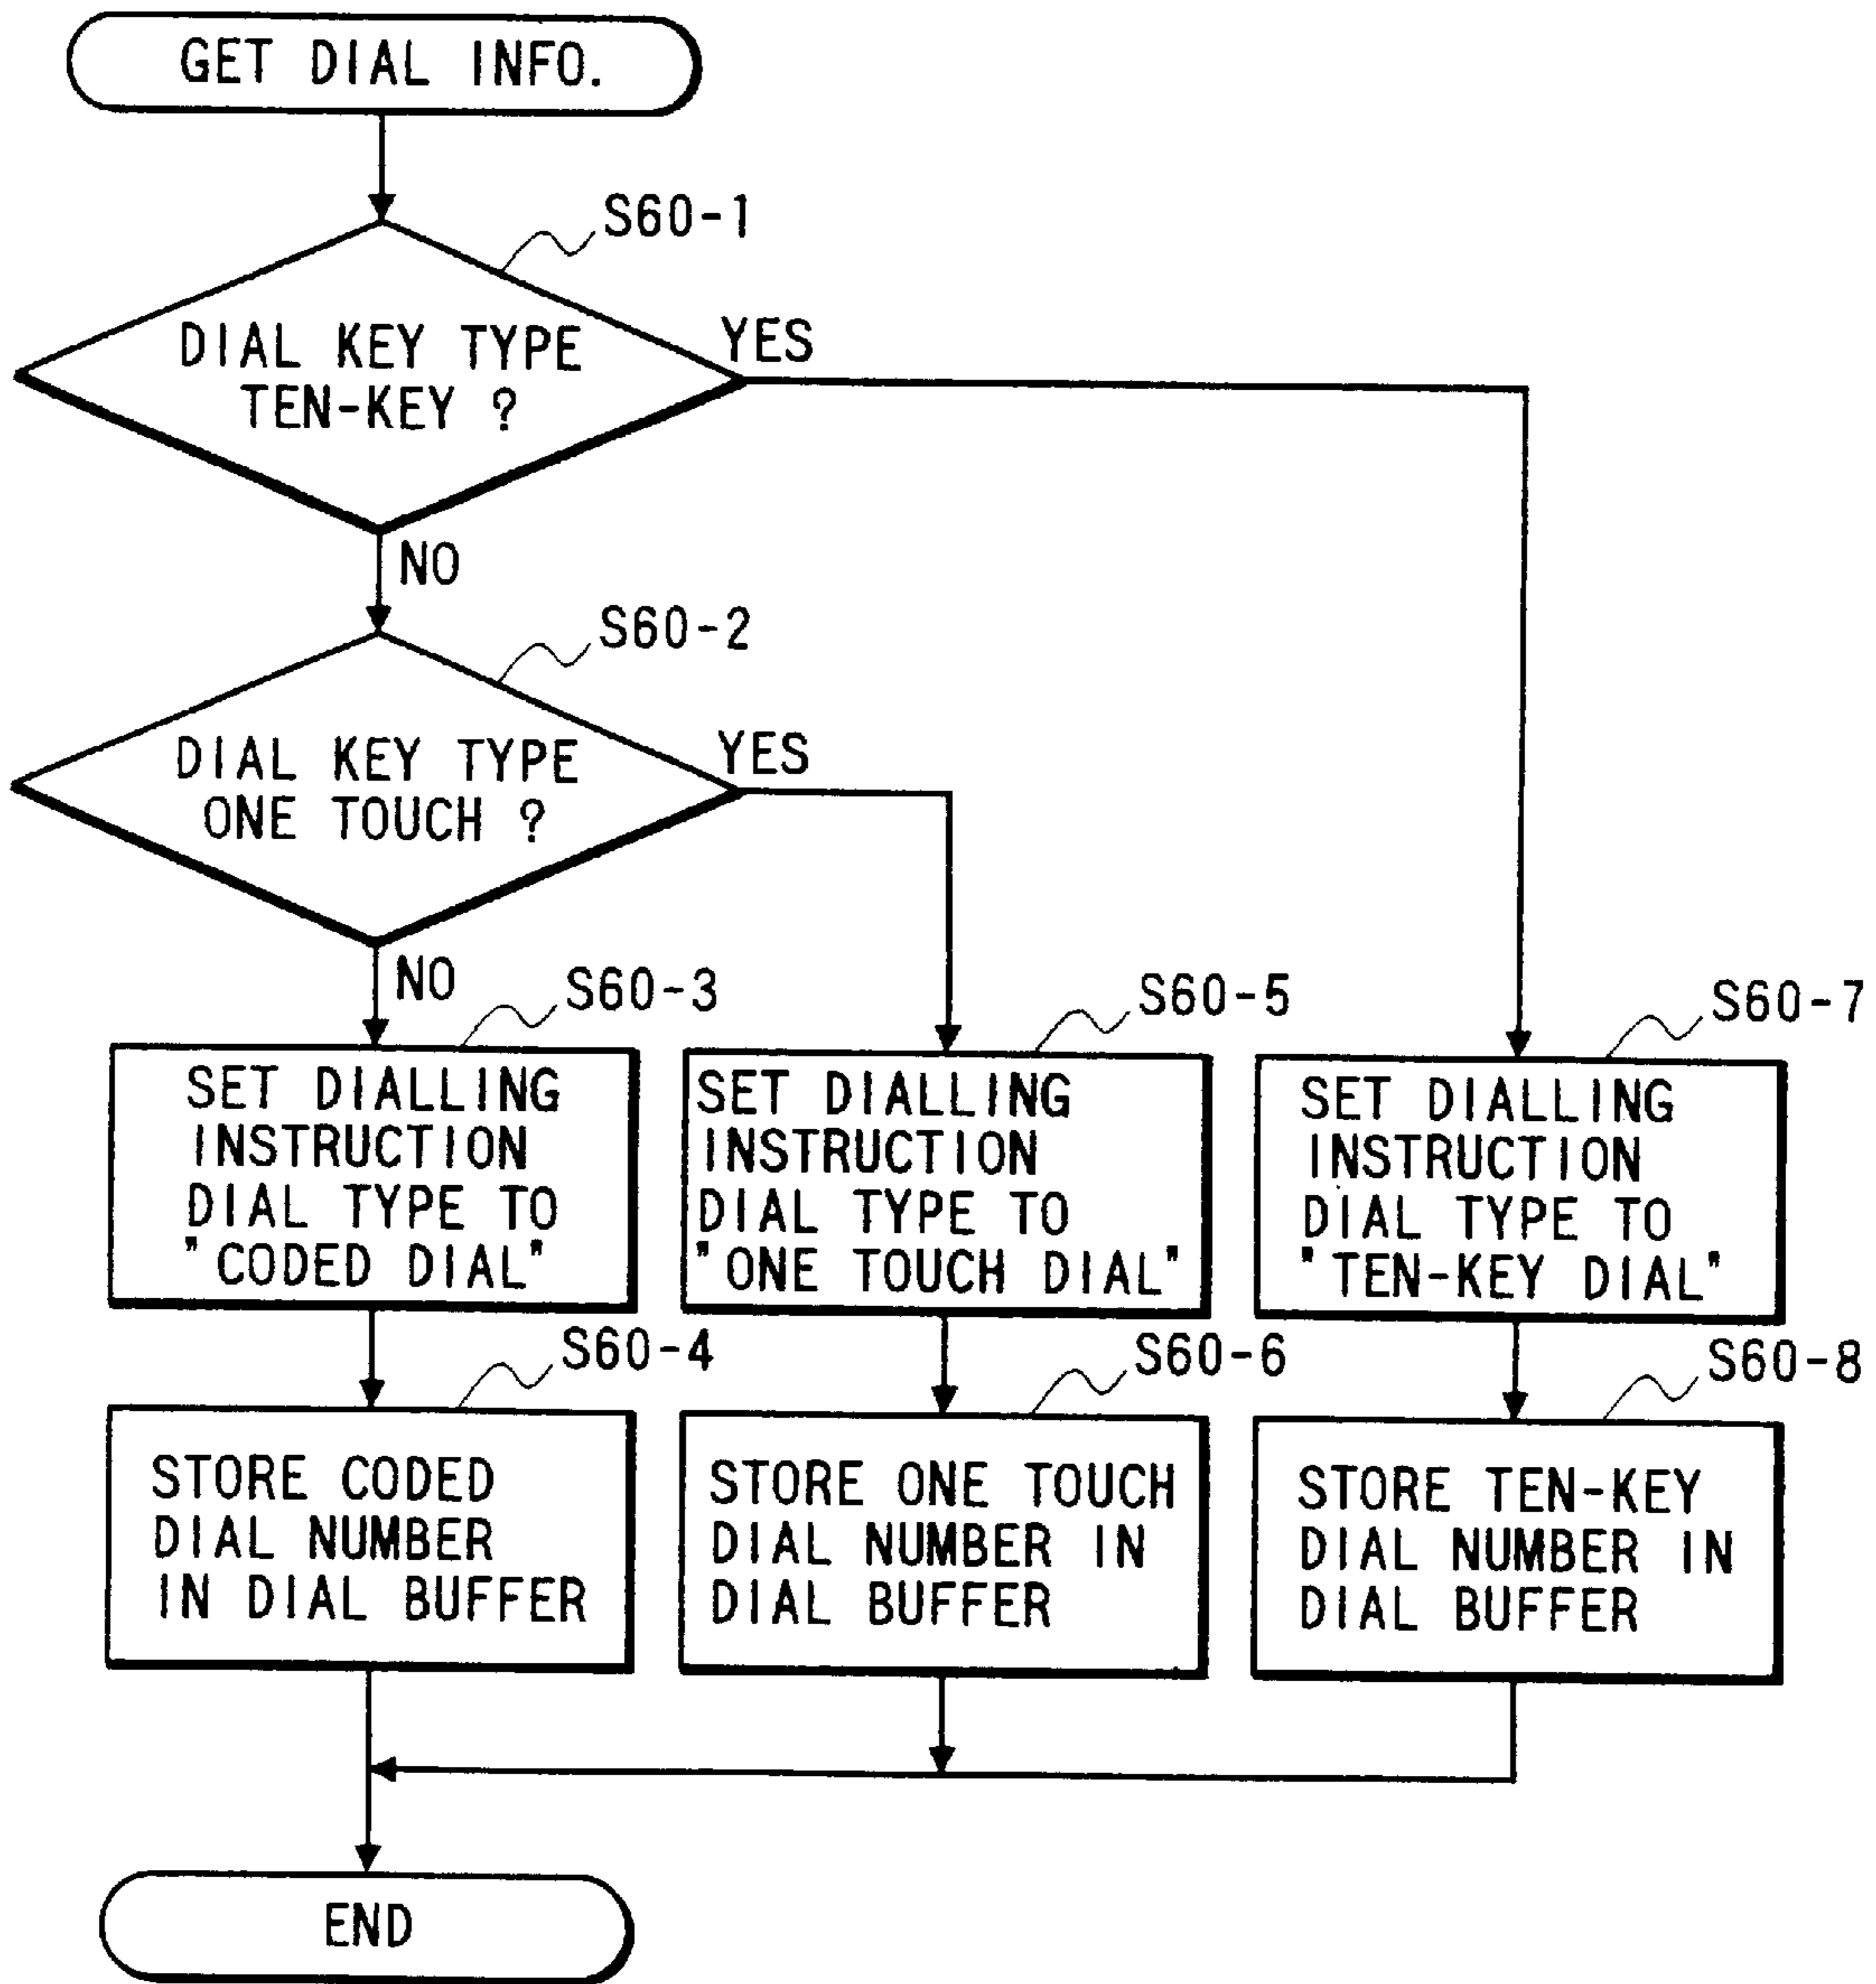 GET DIAL INFO.
S60-1
DIAL KEY TYPE
TEN-KEY ?
YES
NO
S60-2
DIAL KEY TYPE
ONE TOUCH ?
YES
NO
S60-3
SET DIALLING
INSTRUCTION
DIAL TYPE TO
"CODED DIAL"
S60-5
SET DIALLING
INSTRUCTION
DIAL TYPE TO
"ONE TOUCH DIAL"
S60-7
SET DIALLING
INSTRUCTION
DIAL TYPE TO
"TEN-KEY DIAL"
S60-4
STORE CODED
DIAL NUMBER
IN DIAL BUFFER
S60-6
STORE ONE TOUCH
DIAL NUMBER IN
DIAL BUFFER
S60-8
STORE TEN-KEY
DIAL NUMBER IN
DIAL BUFFER
END